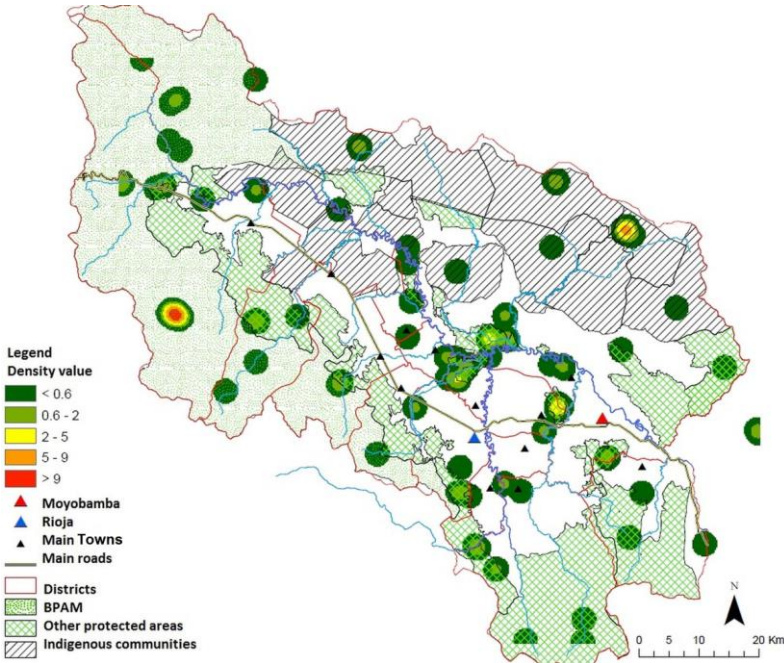 Legend
Density value
< 0.6
0.6 - 2
2 - 5
5 - 9
> 9
Moyobamba
Rioja
Main Towns
Main roads
Districts
BPAM
Other protected areas
Indigenous communities
N
0 5 10 20 Km